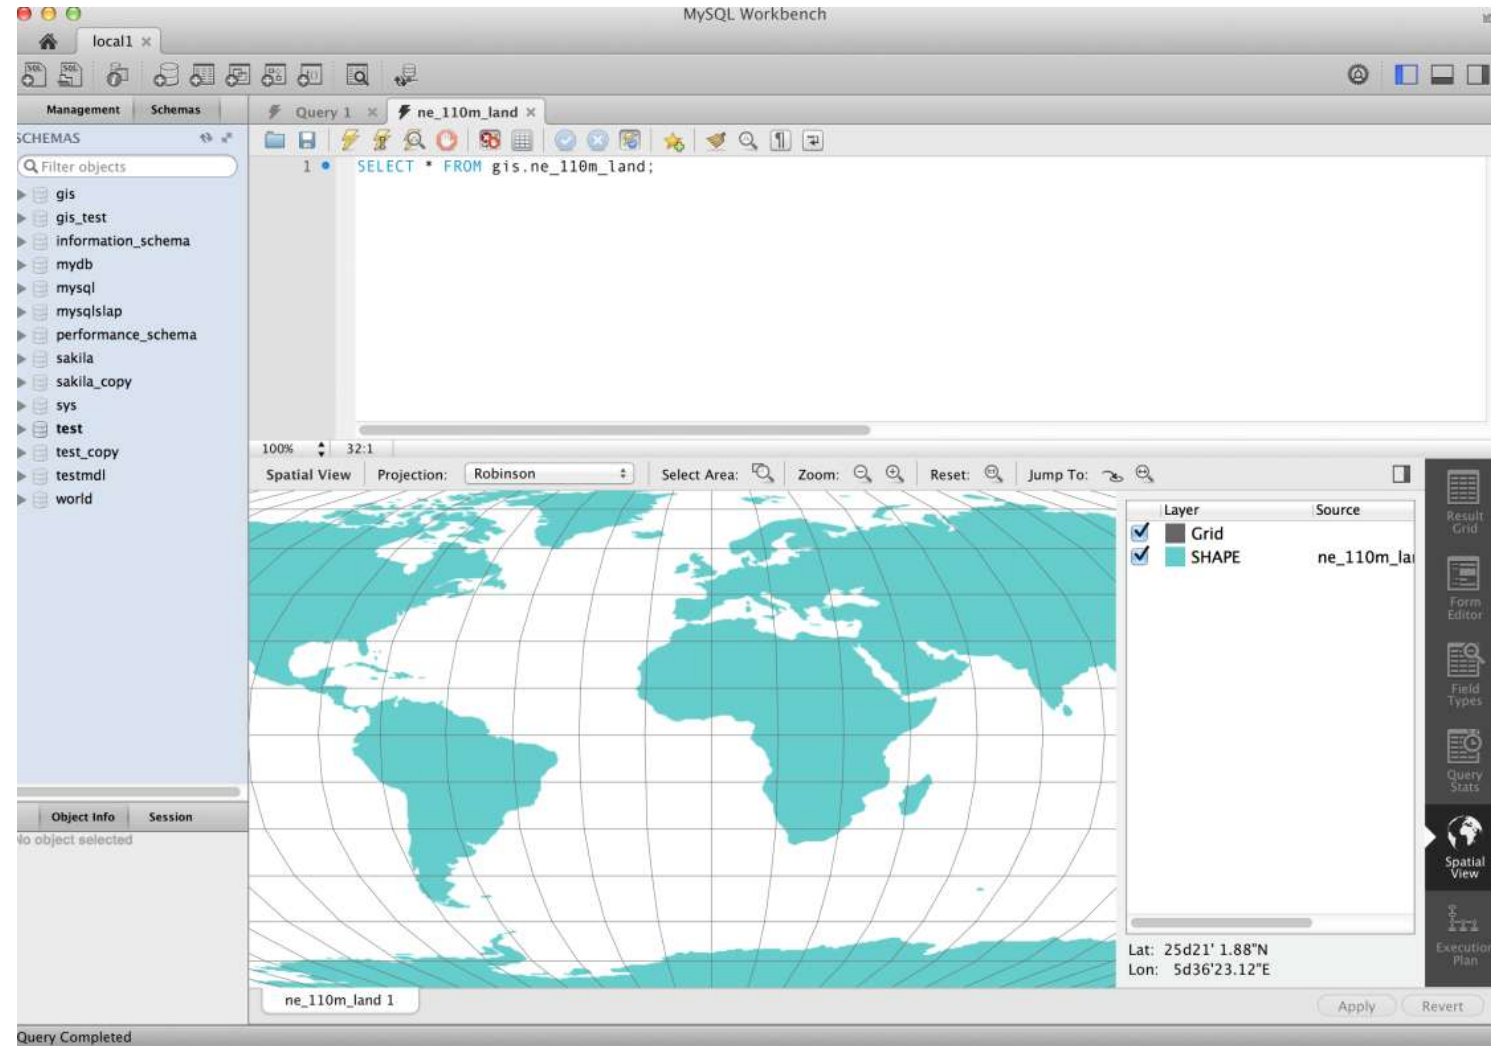 MySQL Workbench
local1
Management Schemas
Query 1 ne_110m_land
SCHEMAS
Filter objects
1 SELECT * FROM gis.ne_110m_land;
gis
gis_test
information_schema
mydb
mysql
mysqlslap
performance_schema
sakila
sakila_copy
sys
test
test_copy
testmdl
world
100% 32:1
Spatial View Projection: Robinson Select Area: Zoom: Reset: Jump To:
Layer Source
Grid
SHAPE ne_110m_la
Result
Grid
Form
Editor
Field
Types
Query
Stats
Spatial
View
Execution
Plan
Lat: 25d21' 1.88"N
Lon: 5d36'23.12"E
Object Info Session
No object selected
ne_110m_land 1
Apply Revert
Query Completed